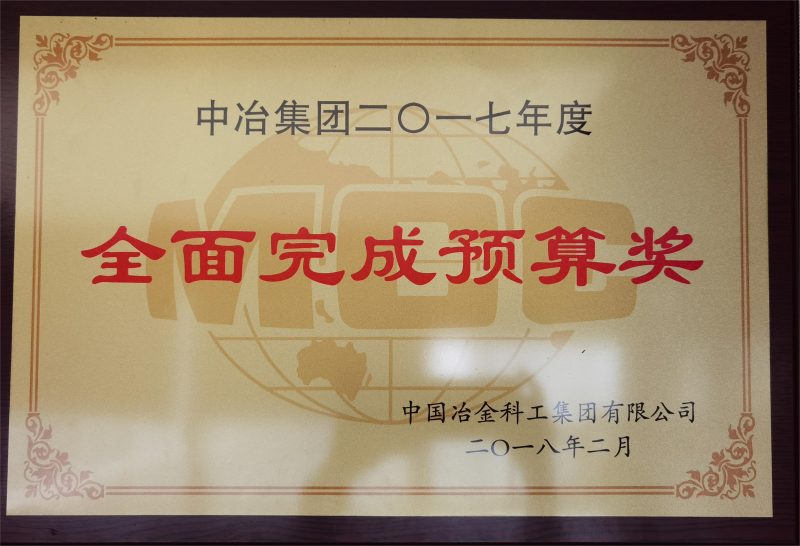 中冶集团二〇一七年度
MCC
全面完成预算奖
中国冶金科工集团有限公司
二〇一八年二月